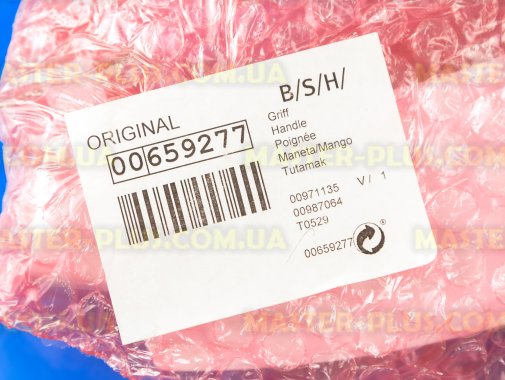 MASTER-PLUS.COM.UA
B/S/H/
ORIGINAL
00659277
Griff
Handle
Poignée
Maneta/Mango
Tutamak
00971135 V/ 1
00987064
T0529
00659277 ®